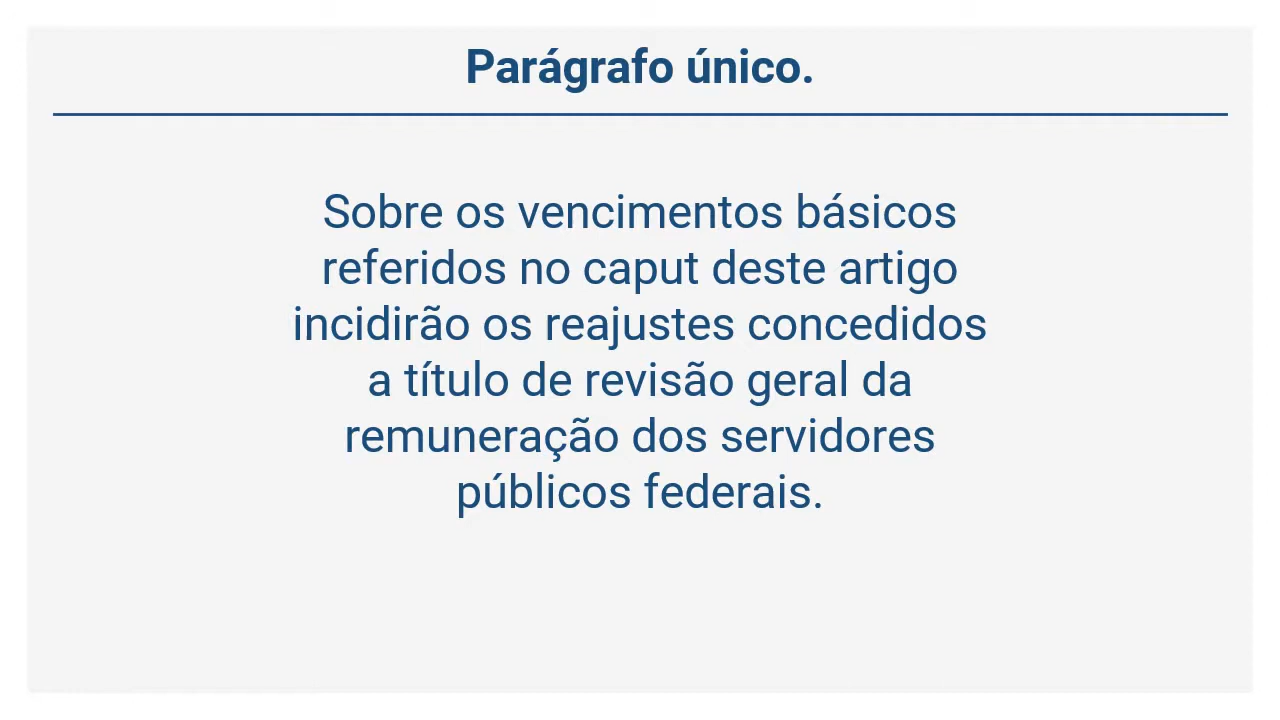 Parágrafo único.
Sobre os vencimentos básicos
referidos no caput deste artigo
incidirão os reajustes concedidos
a título de revisão geral da
remuneração dos servidores
públicos federais.